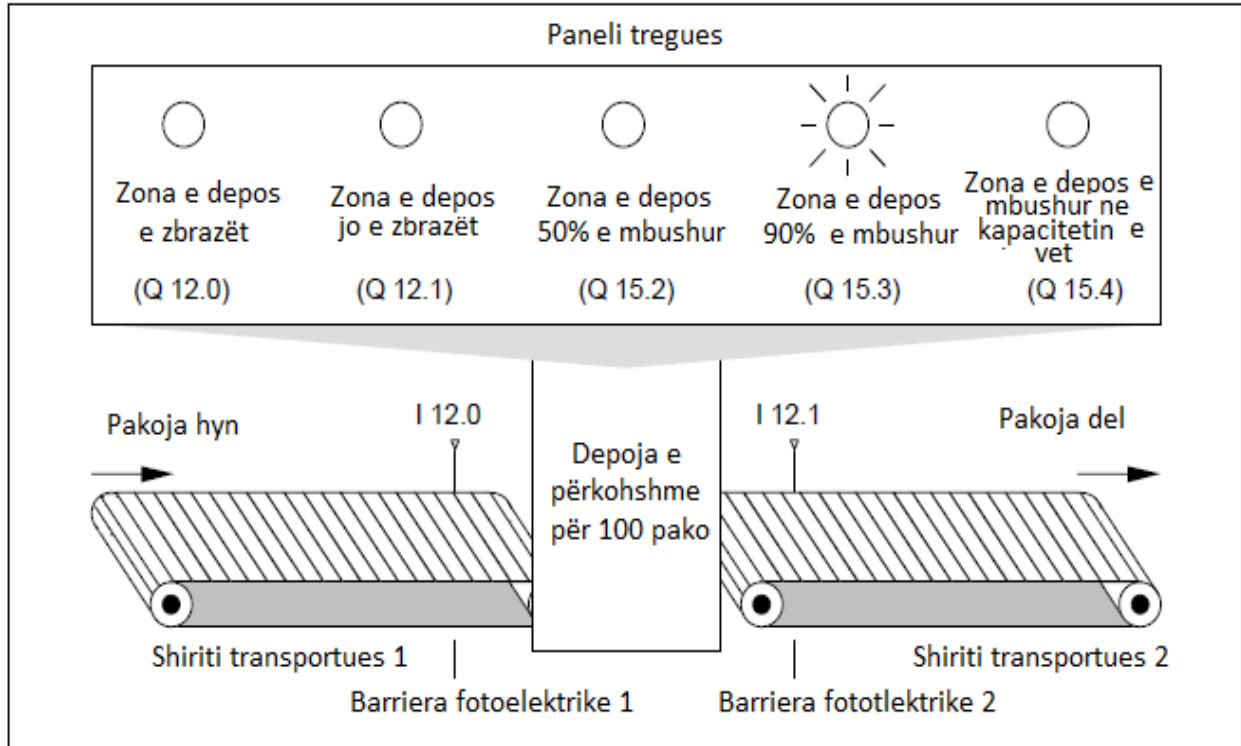 Paneli tregues
Zona e depos
e zbrazët
(Q 12.0)
Zona e depos
jo e zbrazët
(Q 12.1)
Zona e depos
50% e mbushur
(Q 15.2)
Zona e depos
90% e mbushur
(Q 15.3)
Zona e depos e
mbushur ne
kapacitetin e
vet
(Q 15.4)
Pakoja hyn
I 12.0
Depoja e
përkohshme
për 100 pako
I 12.1
Pakoja del
Shiriti transportues 1
Barriera fotoelektrike 1
Shiriti transportues 2
Barriera fototlektrike 2